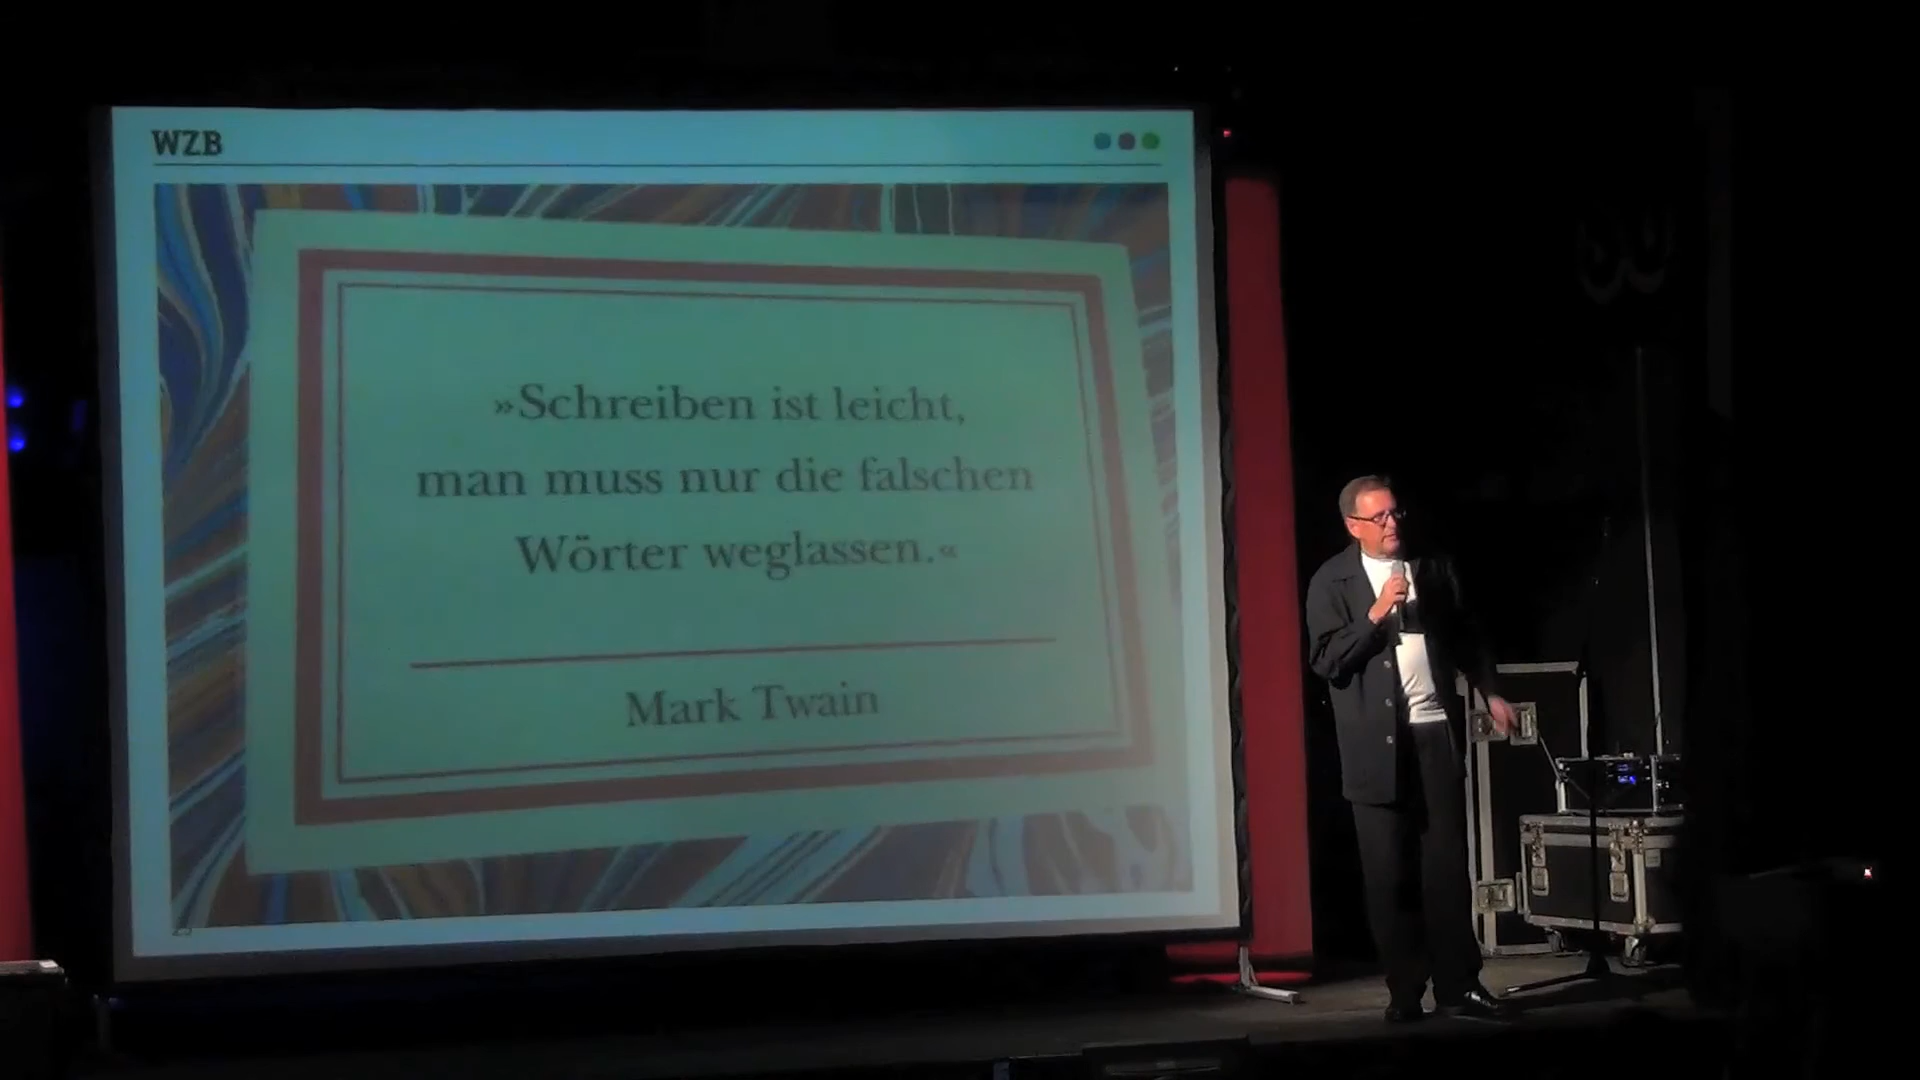 WZB
»Schreiben ist leicht,
man muss nur die falschen
Wörter weglassen.«
Mark Twain